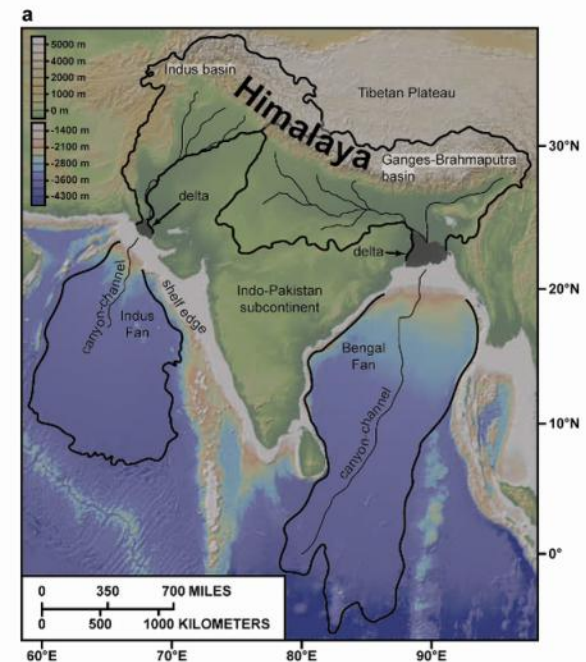 a
5000 m
4000 m
2000 m
1000 m
0 m
-1400 m
-2100 m
-2800 m
-3600 m
-4300 m
Indus basin
Himalaya
Tibetan Plateau
Ganges-Brahmaputra
basin
30°N
delta
delta
20°N
canyon-channel
Indus
Fan
shelf edge
Indo-Pakistan
subcontinent
Bengal
Fan
canyon-channel
10°N
0°
0 350 700 MILES
0 500 1000 KILOMETERS
60°E 70°E 80°E 90°E